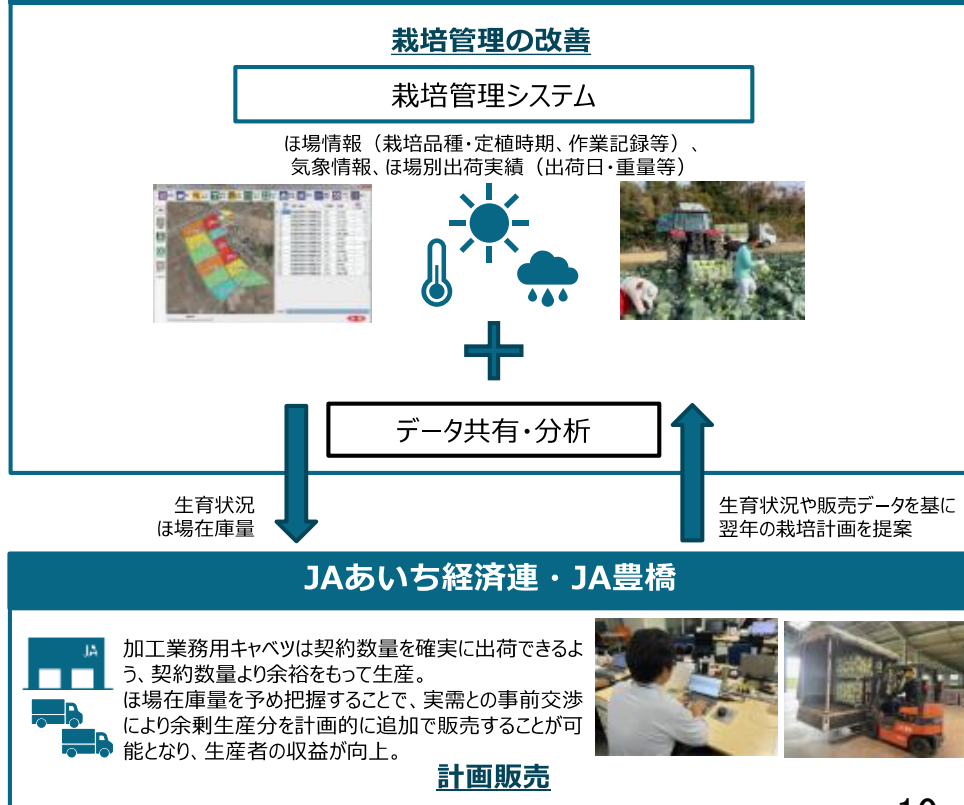 栽培管理の改善
栽培管理システム
ほ場情報（栽培品種・定植時期、作業記録等）、
気象情報、ほ場別出荷実績（出荷日・重量等）
データ共有・分析
生育状況
ほ場在庫量
生育状況や販売データを基に
翌年の栽培計画を提案
JAあいち経済連・JA豊橋
JA
加工業務用キャベツは契約数量を確実に出荷できるよ
う、契約数量より余裕をもって生産。
ほ場在庫量を予め把握することで、実需との事前交渉
により余剰生産分を計画的に追加で販売することが可
能となり、生産者の収益が向上。
計画販売